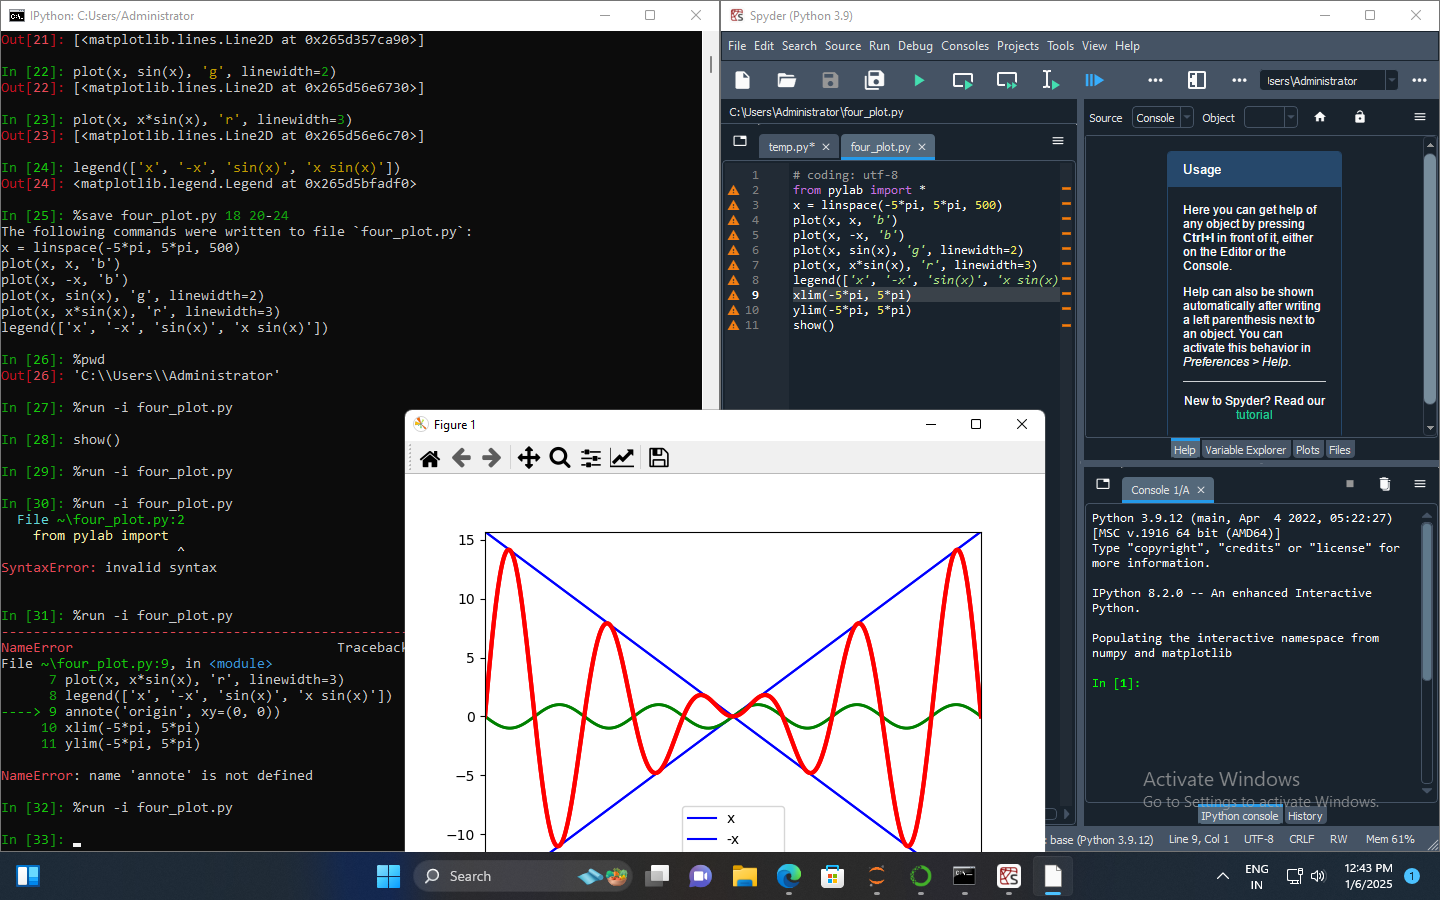 IPython: C:Users/Administrator
Out[21]: [<matplotlib.lines.Line2D at 0x265d357ca90>]
In [22]: plot(x, sin(x), 'g', linewidth=2)
Out[22]: [<matplotlib.lines.Line2D at 0x265d56e6730>]
In [23]: plot(x, x*sin(x), 'r', linewidth=3)
Out[23]: [<matplotlib.lines.Line2D at 0x265d56e6c70>]
In [24]: legend(['x', '-x', 'sin(x)', 'x sin(x)'])
Out[24]: <matplotlib.legend.Legend at 0x265d5bfadf0>
In [25]: %save four_plot.py 18 20-24
The following commands were written to file `four_plot.py`:
x = linspace(-5*pi, 5*pi, 500)
plot(x, x, 'b')
plot(x, -x, 'b')
plot(x, sin(x), 'g', linewidth=2)
plot(x, x*sin(x), 'r', linewidth=3)
legend(['x', '-x', 'sin(x)', 'x sin(x)'])
In [26]: %pwd
Out[26]: 'C:\\Users\\Administrator'
In [27]: %run -i four_plot.py
In [28]: show()
In [29]: %run -i four_plot.py
In [30]: %run -i four_plot.py
File ~\four_plot.py:2
from pylab import
^
SyntaxError: invalid syntax
In [31]: %run -i four_plot.py
NameError Traceback
File ~\four_plot.py:9, in <module>
7 plot(x, x*sin(x), 'r', linewidth=3)
8 legend(['x', '-x', 'sin(x)', 'x sin(x)'])
----> 9 annote('origin', xy=(0, 0))
10 xlim(-5*pi, 5*pi)
11 ylim(-5*pi, 5*pi)
NameError: name 'annote' is not defined
In [32]: %run -i four_plot.py
In [33]:
Spyder (Python 3.9)
File Edit Search Source Run Debug Consoles Projects Tools View Help
lsers\Administrator
C:\Users\Administrator\four_plot.py
temp.py*
four_plot.py
1 # coding: utf-8
2 from pylab import *
3 x = linspace(-5*pi, 5*pi, 500)
4 plot(x, x, 'b')
5 plot(x, -x, 'b')
6 plot(x, sin(x), 'g', linewidth=2)
7 plot(x, x*sin(x), 'r', linewidth=3)
8 legend(['x', '-x', 'sin(x)', 'x sin(x)
9 xlim(-5*pi, 5*pi)
10 ylim(-5*pi, 5*pi)
11 show()
Source Console Object
Usage
Here you can get help of
any object by pressing
Ctrl+I in front of it, either
on the Editor or the
Console.
Help can also be shown
automatically after writing
a left parenthesis next to
an object. You can
activate this behavior in
Preferences > Help.
New to Spyder? Read our
tutorial
Help Variable Explorer Plots Files
Console 1/A
Python 3.9.12 (main, Apr 4 2022, 05:22:27)
[MSC v.1916 64 bit (AMD64)]
Type "copyright", "credits" or "license" for
more information.
IPython 8.2.0 -- An enhanced Interactive
Python.
Populating the interactive namespace from
numpy and matplotlib
In [1]:
Activate Windows
Go to Settings to activate Windows.
IPython console History
: base (Python 3.9.12) Line 9, Col 1 UTF-8 CRLF RW Mem 61%
Figure 1
15
10
5
0
−5
−10
x
-x
Search
ENG
IN
12:43 PM
1/6/2025
1